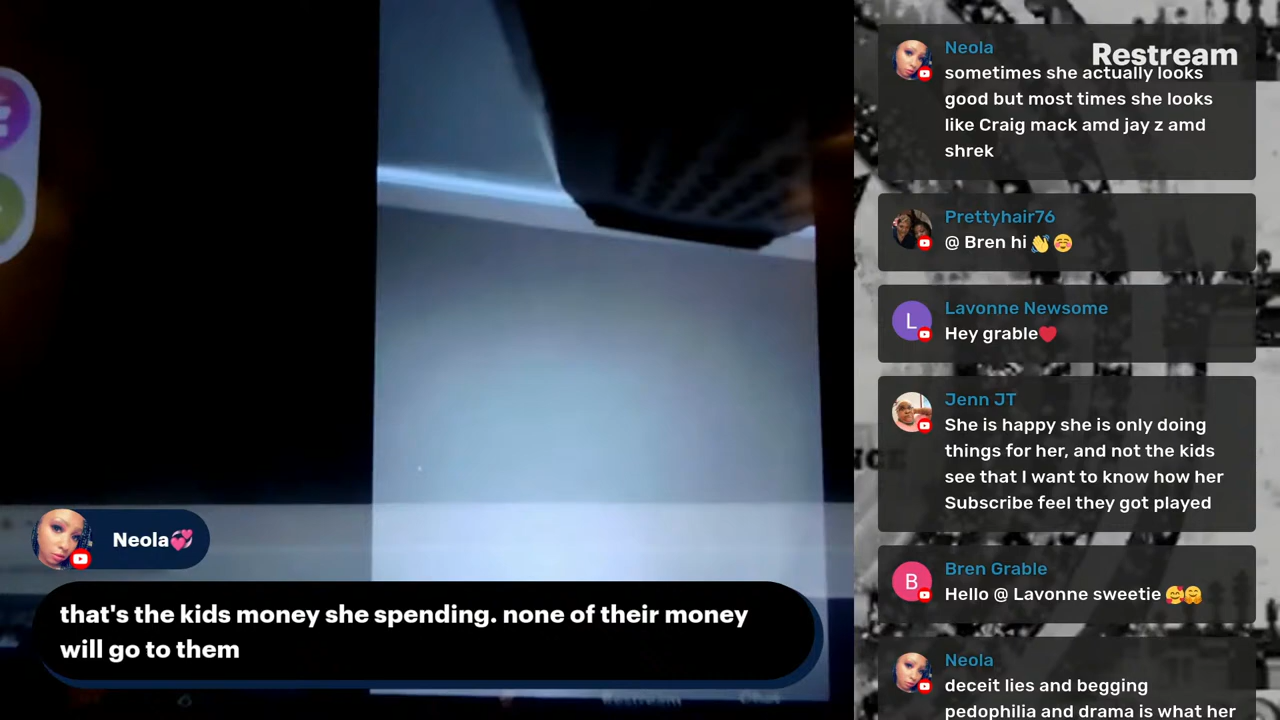 Neola💞
that's the kids money she spending. none of their money
will go to them
Restream
Neola
sometimes she actually looks
good but most times she looks
like Craig mack amd jay z amd
shrek
Prettyhair76
@ Bren hi 👋 ☺️
L
Lavonne Newsome
Hey grable❤️
Jenn JT
She is happy she is only doing
things for her, and not the kids
see that I want to know how her
Subscribe feel they got played
B
Bren Grable
Hello @ Lavonne sweetie 🥰🤗
Neola
deceit lies and begging
pedophilia and drama is what her
Restream
Chat